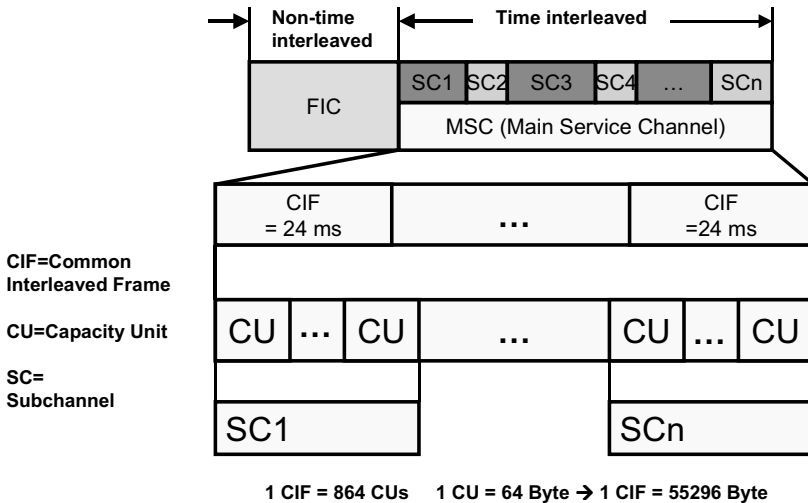 Non-time
interleaved
Time interleaved
SC1 SC2 SC3 SC4 ... SCn
FIC
MSC (Main Service Channel)
CIF
= 24 ms
...
CIF
=24 ms
CIF=Common
Interleaved Frame
CU=Capacity Unit
CU ... CU ... CU ... CU
SC=
Subchannel
SC1
SCn
1 CIF = 864 CUs 1 CU = 64 Byte → 1 CIF = 55296 Byte